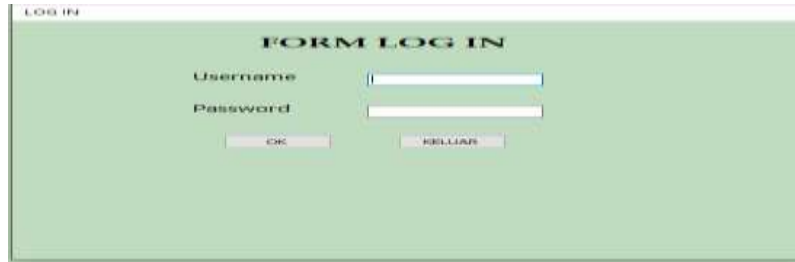 LOG IN
FORM LOG IN
Username
Password
OK KELUAR